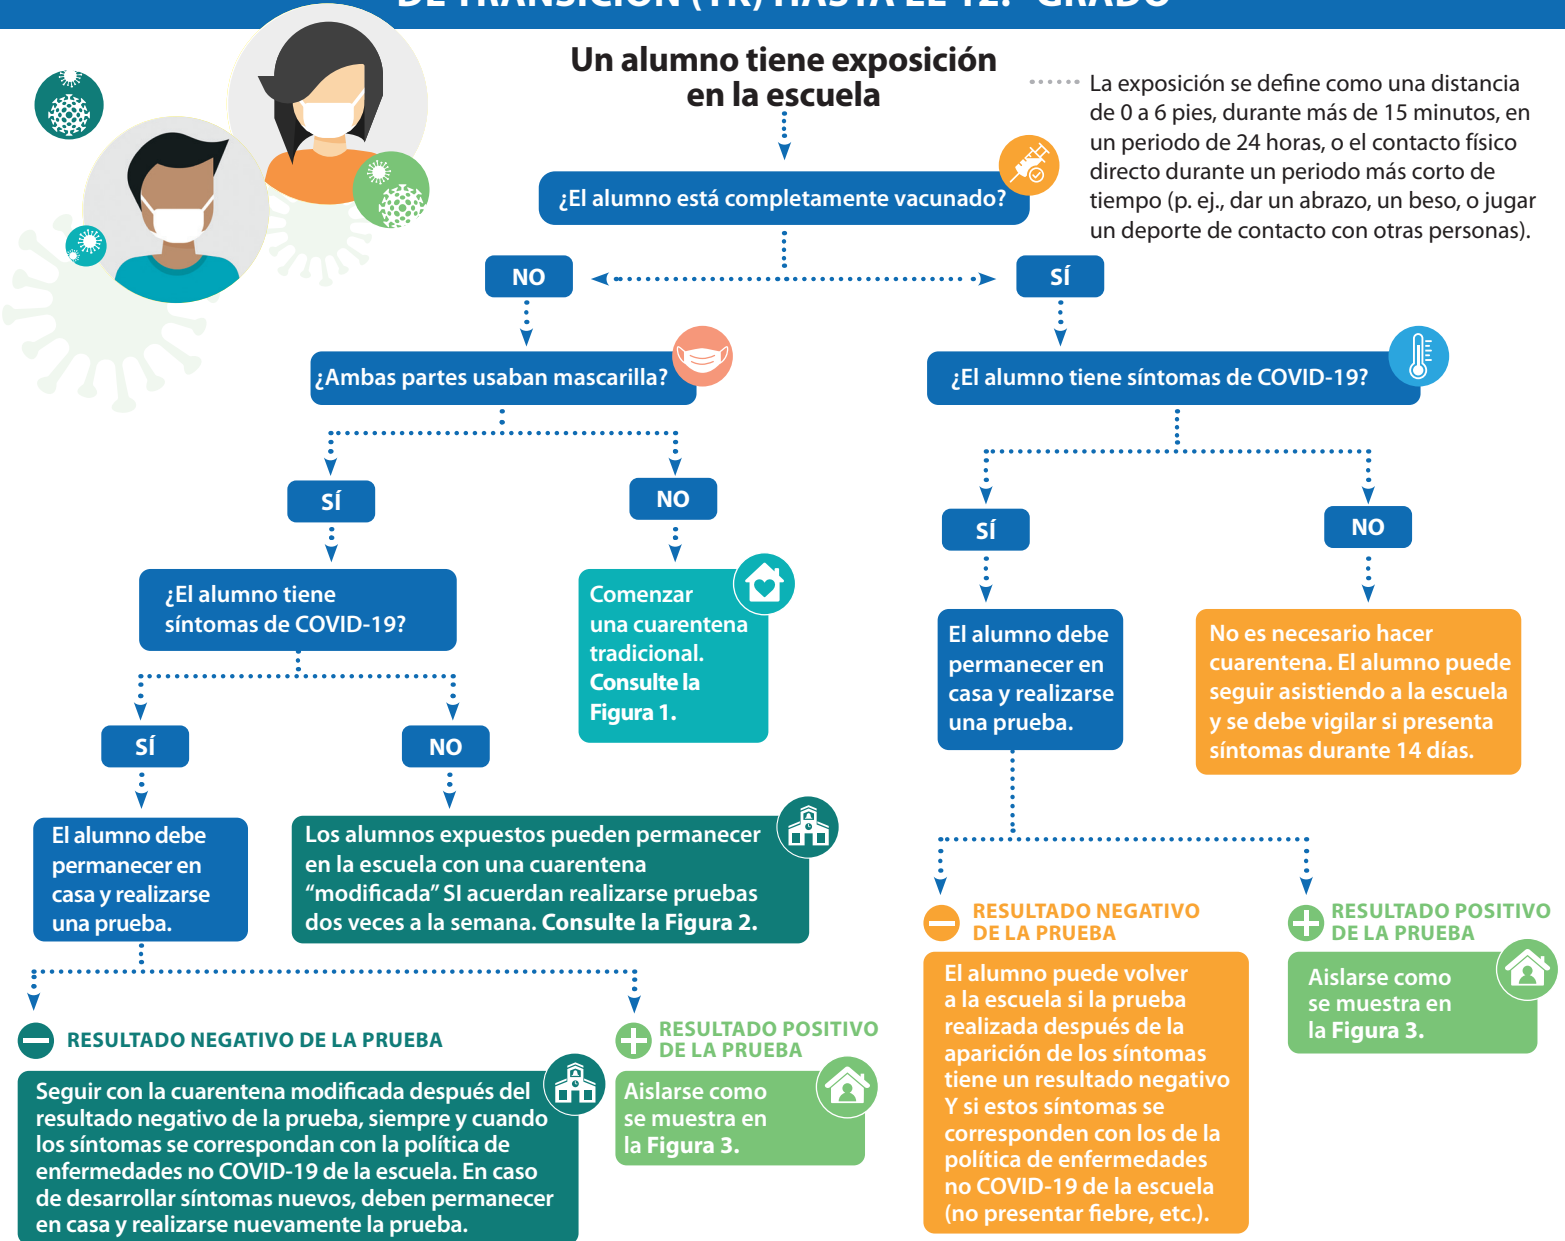 DE TRANSICIÓN (TK) HASTA EL 12.° GRADO
Un alumno tiene exposición
en la escuela
La exposición se define como una distancia
de 0 a 6 pies, durante más de 15 minutos, en
un periodo de 24 horas, o el contacto físico
directo durante un periodo más corto de
tiempo (p. ej., dar un abrazo, un beso, o jugar
un deporte de contacto con otras personas).
¿El alumno está completamente vacunado?
NO
SÍ
¿Ambas partes usaban mascarilla?
¿El alumno tiene síntomas de COVID-19?
SÍ
NO
SÍ
NO
¿El alumno tiene
síntomas de COVID-19?
Comenzar
una cuarentena
tradicional.
Consulte la
Figura 1.
El alumno debe
permanecer en
casa y realizarse
una prueba.
No es necesario hacer
cuarentena. El alumno puede
seguir asistiendo a la escuela
y se debe vigilar si presenta
síntomas durante 14 días.
SÍ
NO
El alumno debe
permanecer en
casa y realizarse
una prueba.
Los alumnos expuestos pueden permanecer
en la escuela con una cuarentena
“modificada” SI acuerdan realizarse pruebas
dos veces a la semana. Consulte la Figura 2.
RESULTADO NEGATIVO
DE LA PRUEBA
El alumno puede volver
a la escuela si la prueba
realizada después de la
aparición de los síntomas
tiene un resultado negativo
Y si estos síntomas se
corresponden con los de la
política de enfermedades
no COVID-19 de la escuela
(no presentar fiebre, etc.).
RESULTADO POSITIVO
DE LA PRUEBA
Aislarse como
se muestra en
la Figura 3.
RESULTADO NEGATIVO DE LA PRUEBA
Seguir con la cuarentena modificada después del
resultado negativo de la prueba, siempre y cuando
los síntomas se correspondan con la política de
enfermedades no COVID-19 de la escuela. En caso
de desarrollar síntomas nuevos, deben permanecer
en casa y realizarse nuevamente la prueba.
RESULTADO POSITIVO
DE LA PRUEBA
Aislarse como
se muestra en
la Figura 3.